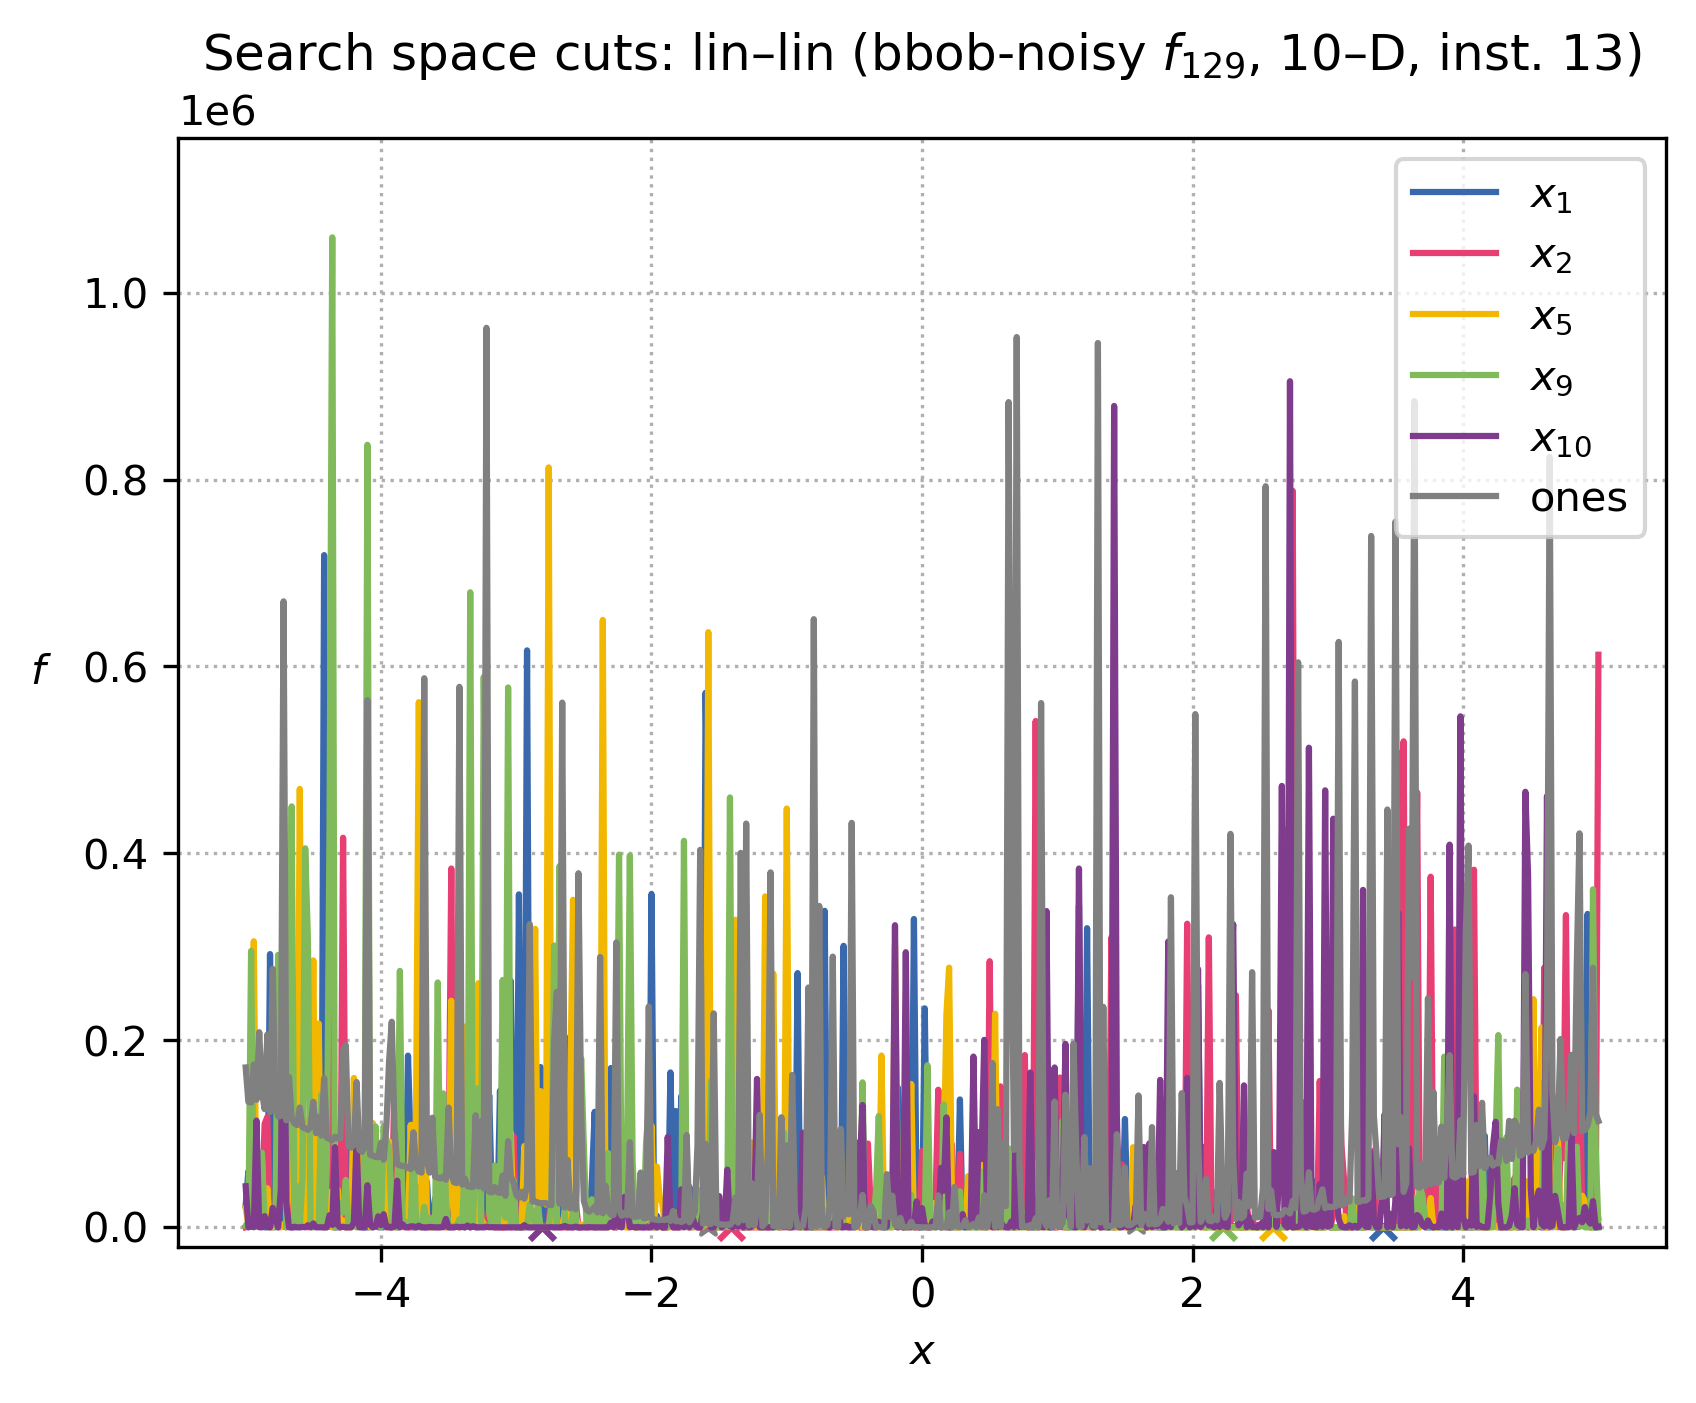 Search space cuts: lin–lin (bbob-noisy f₁₂₉, 10–D, inst. 13)
1e6
x₁
x₂
x₅
x₉
x₁₀
ones
1.0
0.8
0.6
0.4
0.2
0.0
f
−4 −2 0 2 4
x